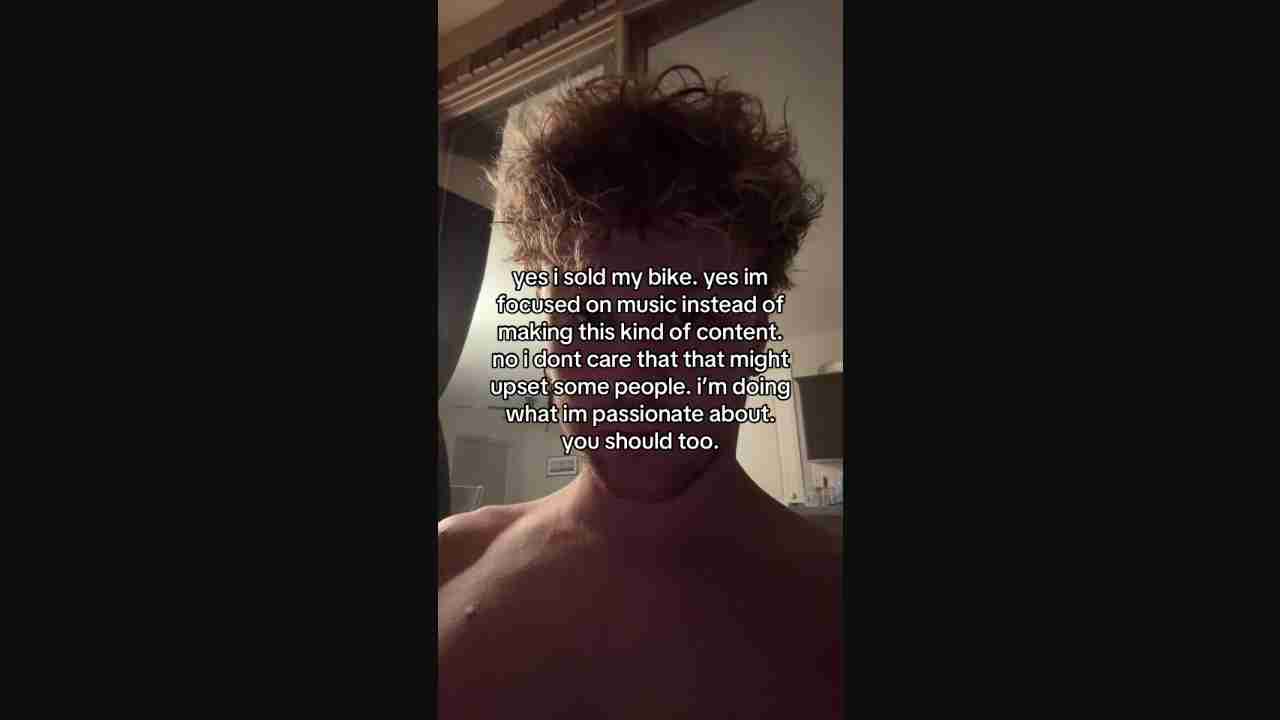 yes i sold my bike. yes im
focused on music instead of
making this kind of content.
no i dont care that that might
upset some people. i’m doing
what im passionate about.
you should too.